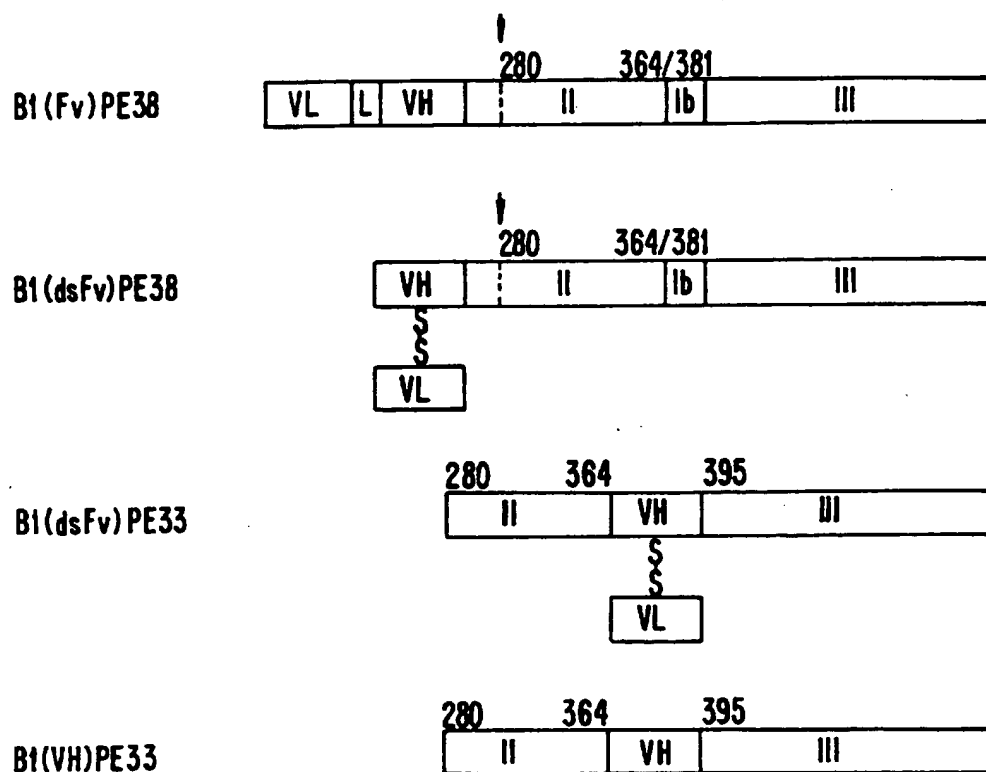 280 364/381
B1(Fv)PE38 VL L VH II Ib III
280 364/381
B1(dsFv)PE38 VH II Ib III
S
S
VL
280 364 395
B1(dsFv)PE33 II VH III
S
S
VL
280 364 395
B1(VH)PE33 II VH III